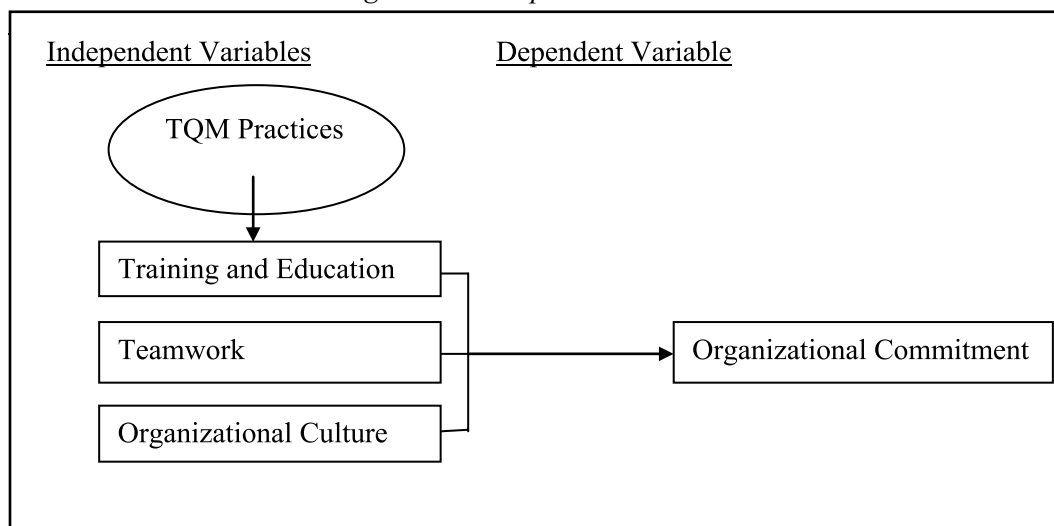 Independent Variables
Dependent Variable
TQM Practices
Training and Education
Teamwork
Organizational Commitment
Organizational Culture